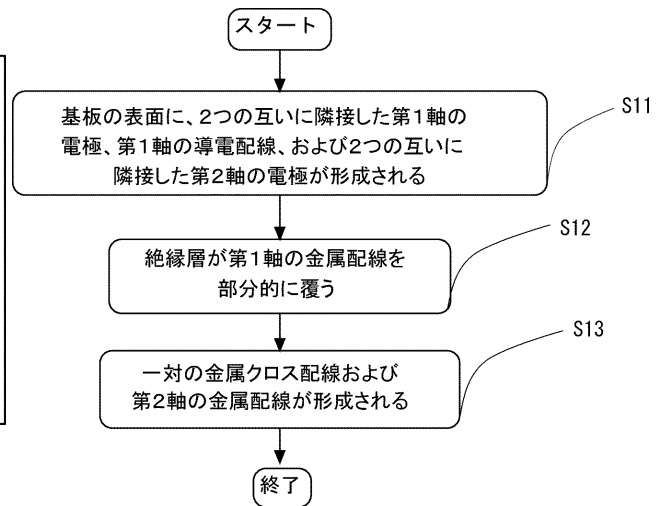 スタート
基板の表面に、２つの互いに隣接した第１軸の
電極、第１軸の導電配線、および２つの互いに
隣接した第２軸の電極が形成される
S11
絶縁層が第１軸の金属配線を
部分的に覆う
S12
一対の金属クロス配線および
第２軸の金属配線が形成される
S13
終了